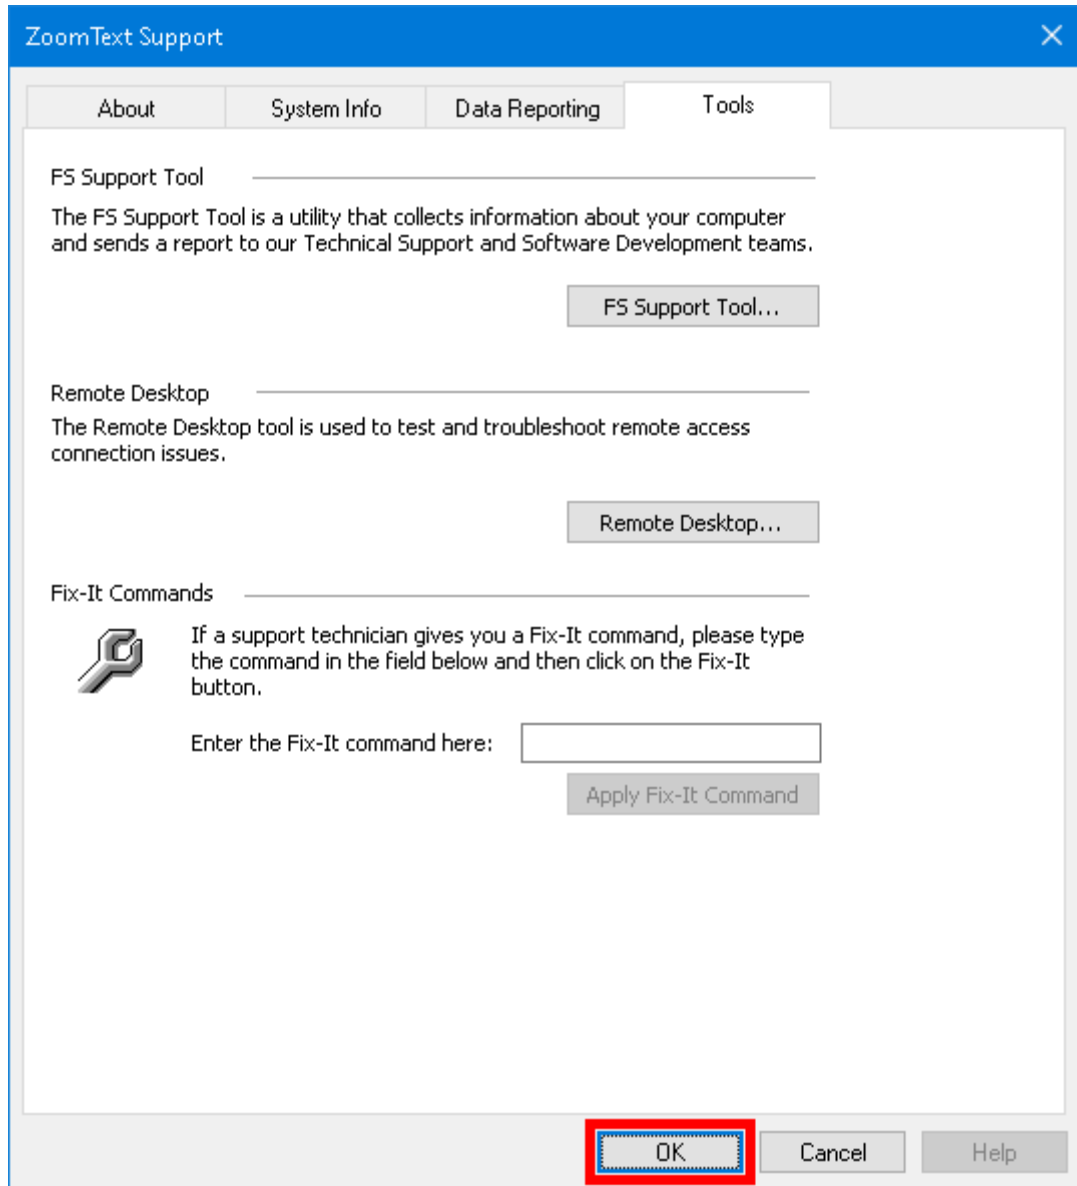 ZoomText Support
About
System Info
Data Reporting
Tools
FS Support Tool
The FS Support Tool is a utility that collects information about your computer
and sends a report to our Technical Support and Software Development teams.
FS Support Tool...
Remote Desktop
The Remote Desktop tool is used to test and troubleshoot remote access
connection issues.
Remote Desktop...
Fix-It Commands
If a support technician gives you a Fix-It command, please type
the command in the field below and then click on the Fix-It
button.
Enter the Fix-It command here:
Apply Fix-It Command
OK
Cancel
Help